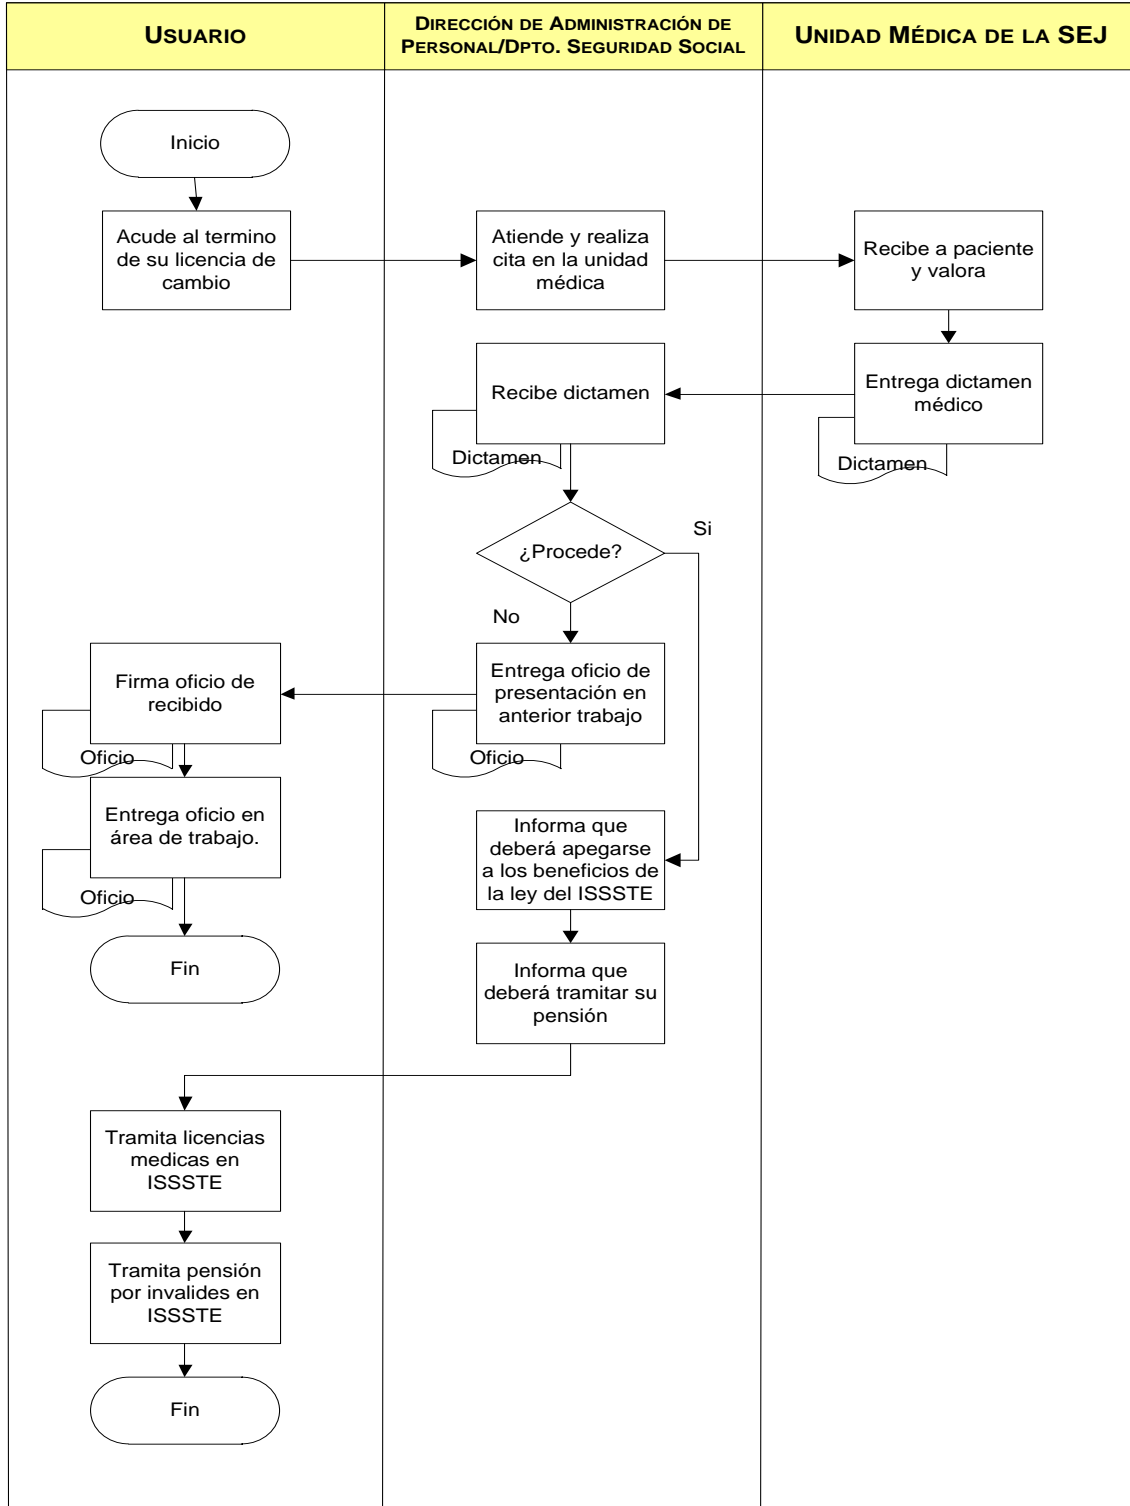 USUARIO
DIRECCIÓN DE ADMINISTRACIÓN DE
PERSONAL/DPTO. SEGURIDAD SOCIAL
UNIDAD MÉDICA DE LA SEJ
Inicio
Acude al termino
de su licencia de
cambio
Atiende y realiza
cita en la unidad
médica
Recibe a paciente
y valora
Recibe dictamen
Dictamen
Entrega dictamen
médico
Dictamen
¿Procede?
Si
No
Firma oficio de
recibido
Oficio
Entrega oficio de
presentación en
anterior trabajo
Oficio
Entrega oficio en
área de trabajo.
Oficio
Informa que
deberá apegarse
a los beneficios de
la ley del ISSSTE
Fin
Informa que
deberá tramitar su
pensión
Tramita licencias
medicas en
ISSSTE
Tramita pensión
por invalides en
ISSSTE
Fin